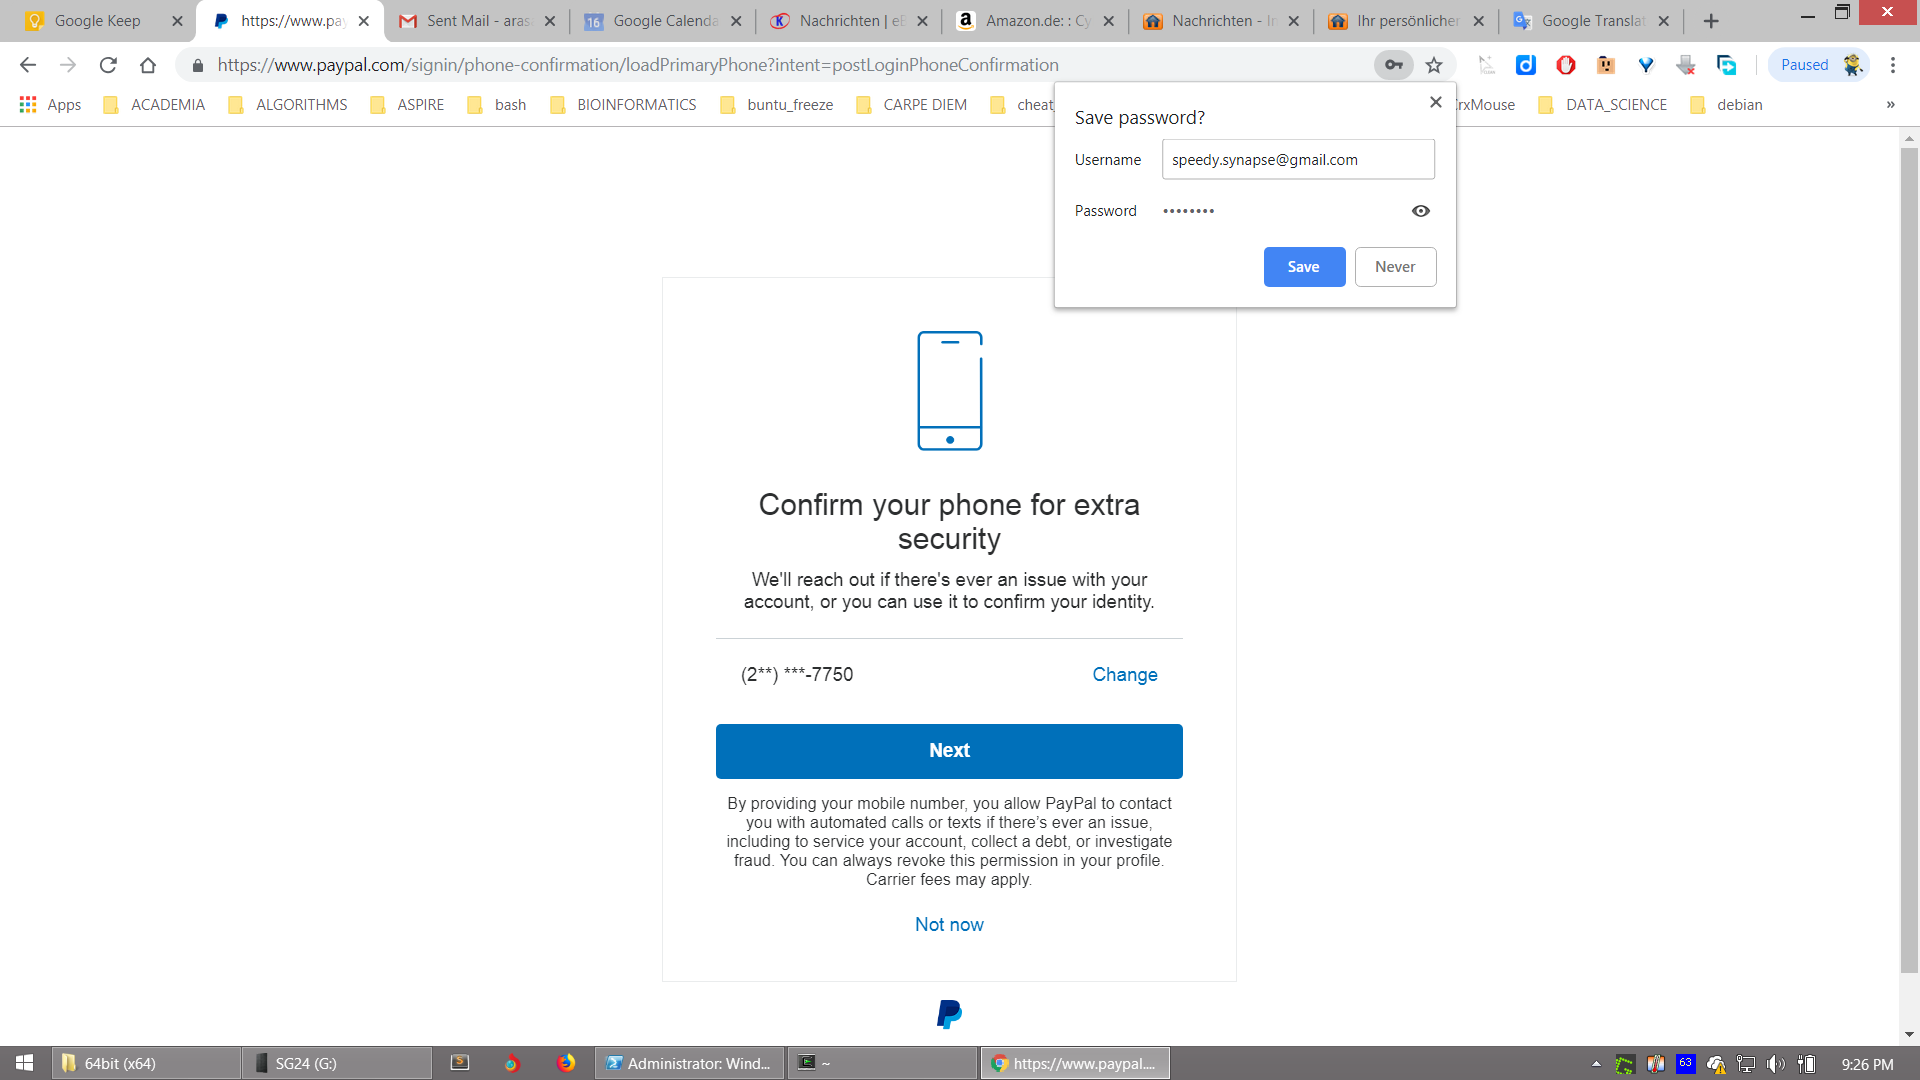 Google Keep
https://www.pay
Sent Mail - aras
16
Google Calenda
Nachrichten | eB
Amazon.de: : Cy
Nachrichten - In
Ihr persönlicher
Google Translat
https://www.paypal.com/signin/phone-confirmation/loadPrimaryPhone?intent=postLoginPhoneConfirmation
Paused
Apps
ACADEMIA
ALGORITHMS
ASPIRE
bash
BIOINFORMATICS
buntu_freeze
CARPE DIEM
cheat_
CrxMouse
DATA_SCIENCE
debian
»
Save password?
Username
speedy.synapse@gmail.com
Password
••••••••
Save
Never
Confirm your phone for extra
security
We'll reach out if there's ever an issue with your
account, or you can use it to confirm your identity.
(2**) ***-7750
Change
Next
By providing your mobile number, you allow PayPal to contact
you with automated calls or texts if there's ever an issue,
including to service your account, collect a debt, or investigate
fraud. You can always revoke this permission in your profile.
Carrier fees may apply.
Not now
64bit (x64)
SG24 (G:)
Administrator: Wind...
~
https://www.paypal....
63
9:26 PM